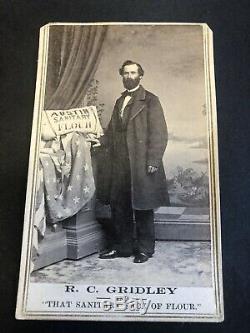 AUSTIN
SANITARY
FLOUR
R. C. GRIDLEY
"THAT SANITARY SACK OF FLOUR."